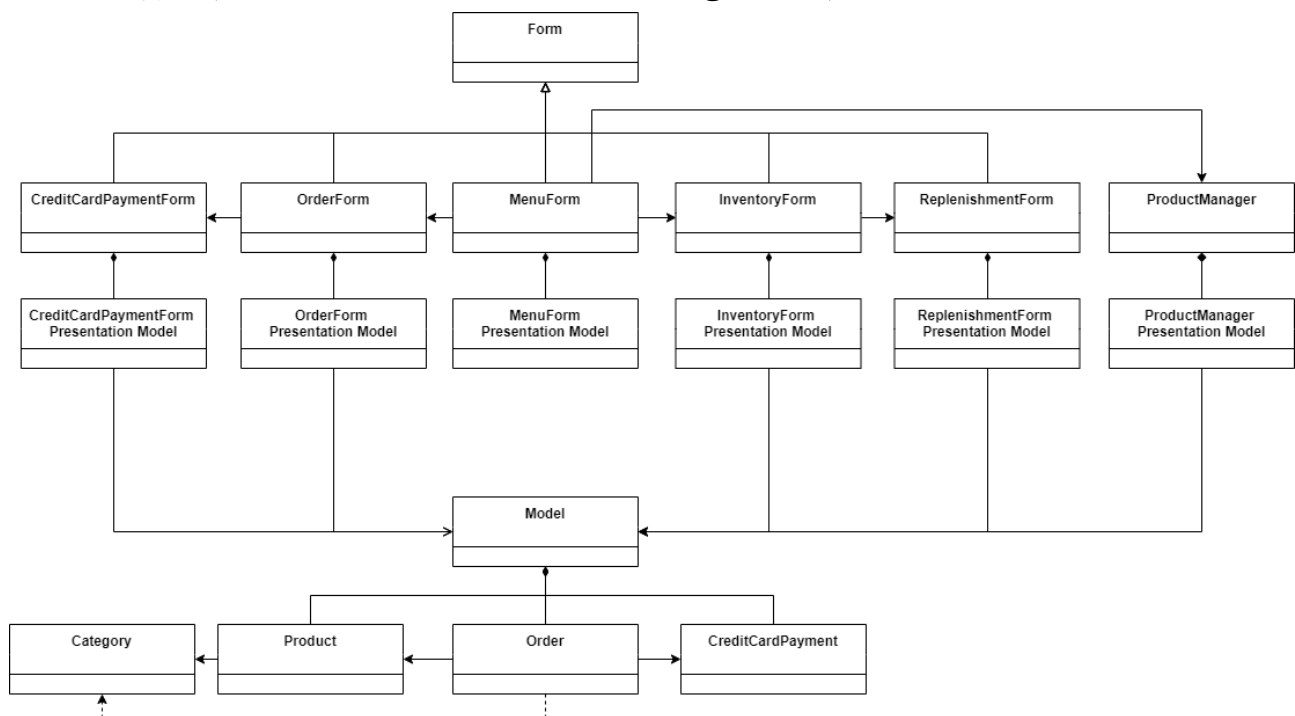 Form
CreditCardPaymentForm
OrderForm
MenuForm
InventoryForm
ReplenishmentForm
ProductManager
CreditCardPaymentForm
Presentation Model
OrderForm
Presentation Model
MenuForm
Presentation Model
InventoryForm
Presentation Model
ReplenishmentForm
Presentation Model
ProductManager
Presentation Model
Model
Category
Product
Order
CreditCardPayment